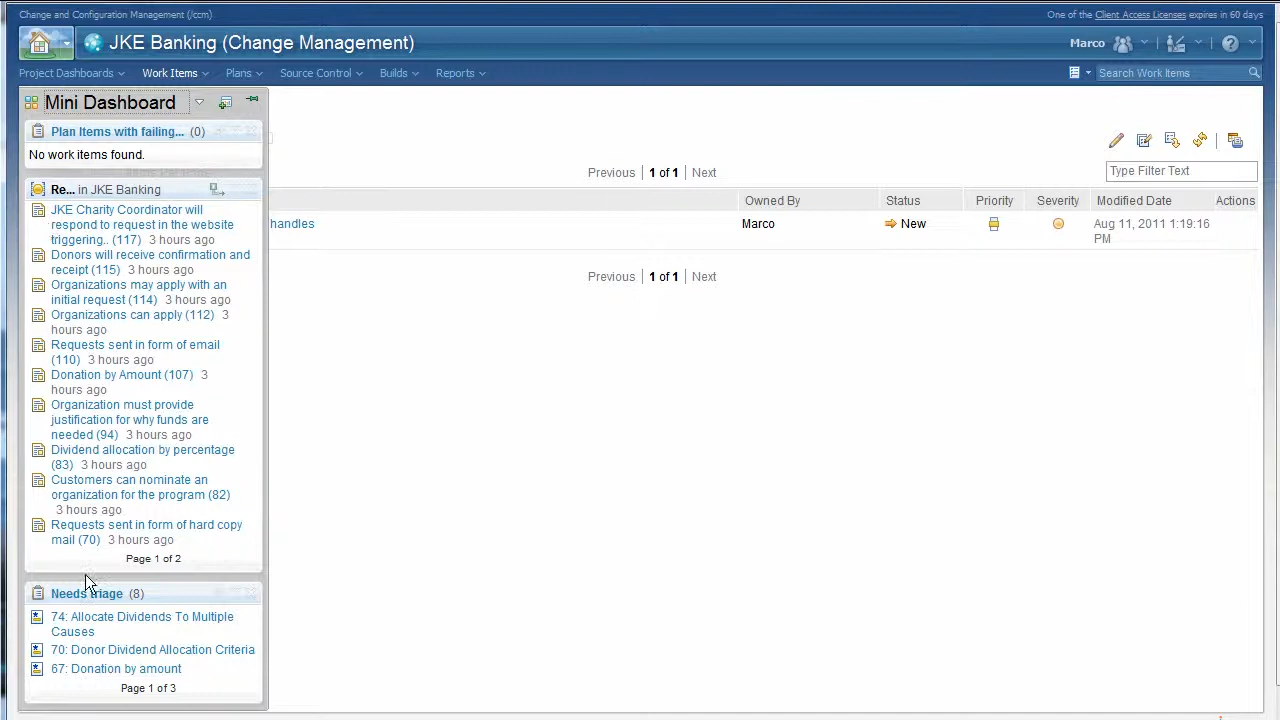 Change and Configuration Management (/ccm)
One of the Client Access Licenses expires in 60 days
JKE Banking (Change Management)
Marco
Project Dashboards
Work Items
Plans
Source Control
Builds
Reports
Search Work Items
Mini Dashboard
Plan Items with failing... (0)
No work items found.
Re... in JKE Banking
JKE Charity Coordinator will
respond to request in the website
triggering.. (117) 3 hours ago
Donors will receive confirmation and
receipt (115) 3 hours ago
Organizations may apply with an
initial request (114) 3 hours ago
Organizations can apply (112) 3
hours ago
Requests sent in form of email
(110) 3 hours ago
Donation by Amount (107) 3
hours ago
Organization must provide
justification for why funds are
needed (94) 3 hours ago
Dividend allocation by percentage
(83) 3 hours ago
Customers can nominate an
organization for the program (82)
3 hours ago
Requests sent in form of hard copy
mail (70) 3 hours ago
Page 1 of 2
Needs triage (8)
74: Allocate Dividends To Multiple
Causes
70: Donor Dividend Allocation Criteria
67: Donation by amount
Page 1 of 3
Previous | 1 of 1 | Next
Type Filter Text
Owned By
Status
Priority
Severity
Modified Date
Actions
handles
Marco
New
Aug 11, 2011 1:19:16
PM
Previous | 1 of 1 | Next